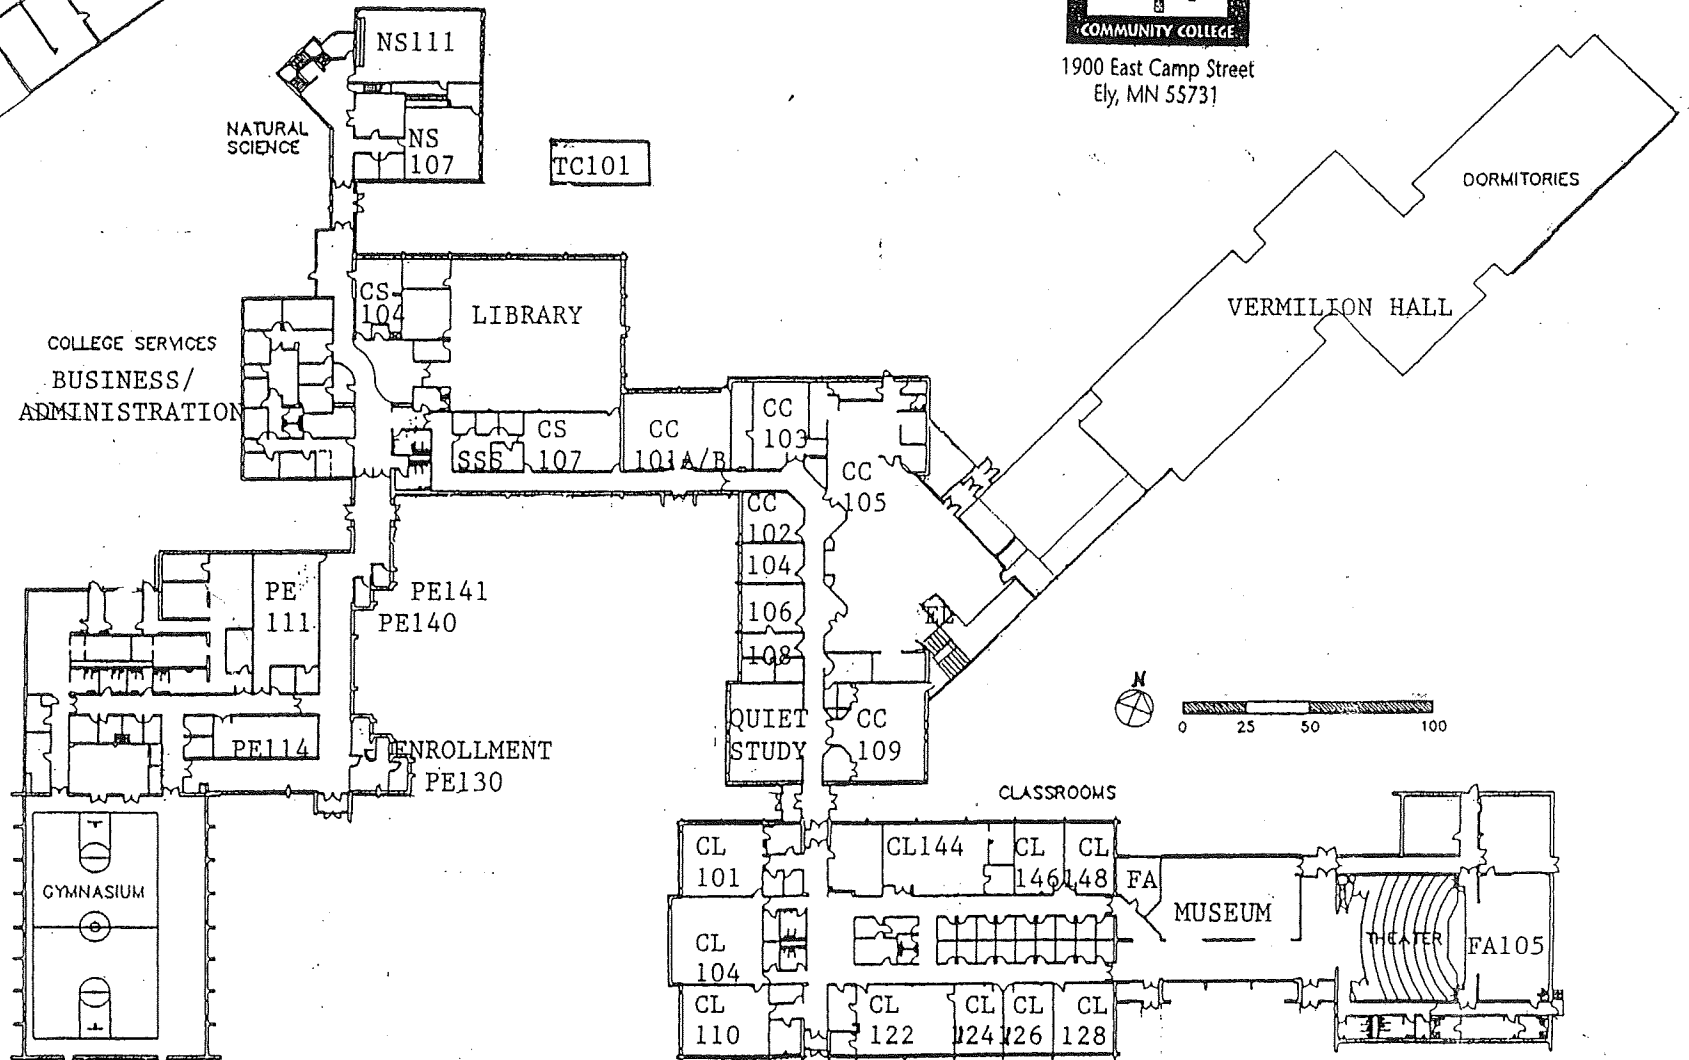 COMMUNITY COLLEGE
1900 East Camp Street
Ely, MN 55731
NS111
NATURAL
SCIENCE
NS
107
TC101
DORMITORIES
VERMILION HALL
CS
104
LIBRARY
COLLEGE SERVICES
BUSINESS/
ADMINISTRATION
SSS
CS
107
CC
101A/B
CC
103
CC
105
CC
102
104
106
108
EL
PE
111
PE141
PE140
PE114
ENROLLMENT
PE130
QUIET
STUDY
CC
109
N
0 25 50 100
CLASSROOMS
GYMNASIUM
CL
101
CL144
CL
146
CL
148
FA
MUSEUM
THEATER
FA105
CL
104
CL
110
CL
122
CL
124
CL
126
CL
128